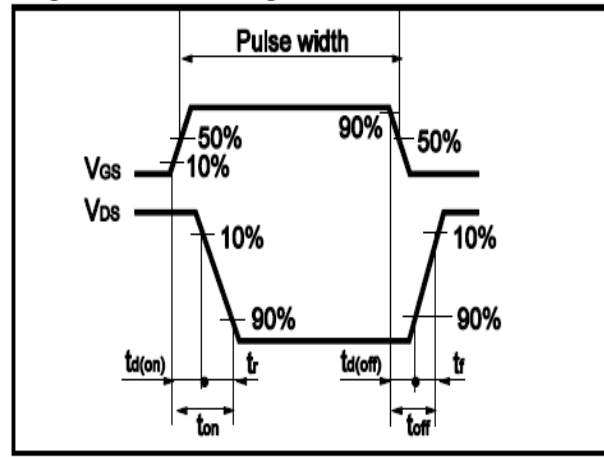 Pulse width
90%
50%
50%
VGS
10%
VDS
10%
10%
90%
90%
td(on)
tr
td(off)
tf
ton
toff